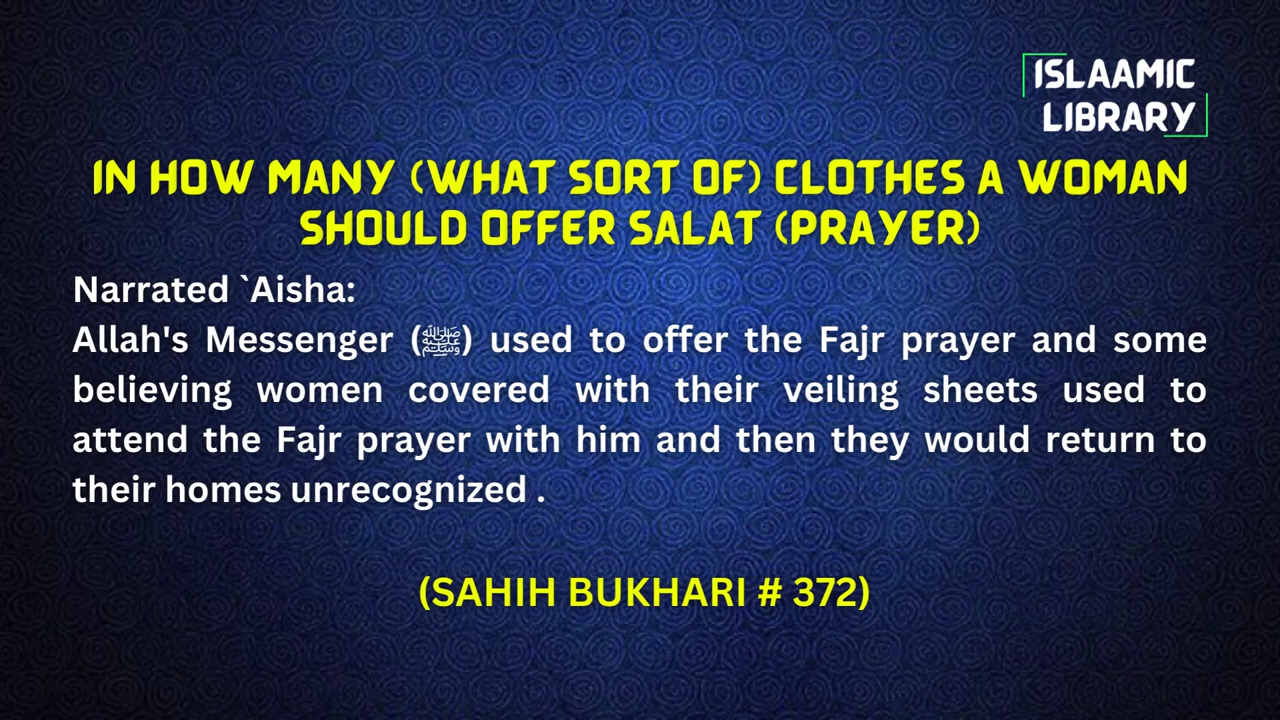 ISLAAMIC
LIBRARY
IN HOW MANY (WHAT SORT OF) CLOTHES A WOMAN
SHOULD OFFER SALAT (PRAYER)
Narrated `Aisha:
Allah's Messenger (ﷺ) used to offer the Fajr prayer and some
believing women covered with their veiling sheets used to
attend the Fajr prayer with him and then they would return to
their homes unrecognized .
(SAHIH BUKHARI # 372)